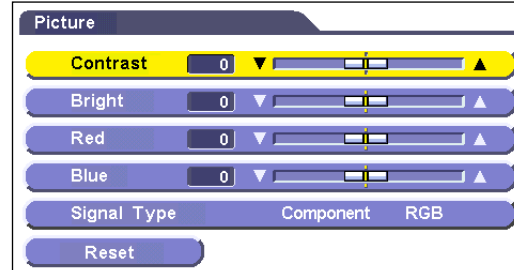 Picture
Contrast 0
Bright 0
Red 0
Blue 0
Signal Type Component RGB
Reset